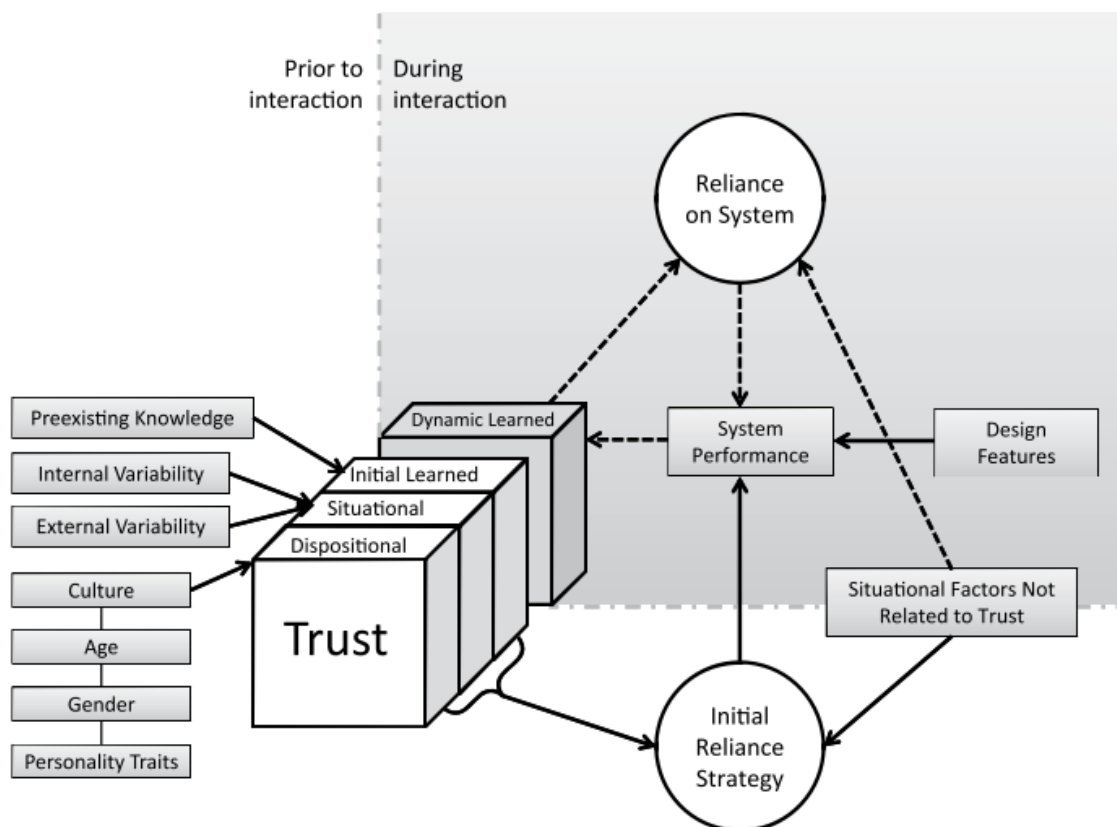 Prior to
interaction
During
interaction
Reliance
on System
Preexisting Knowledge
Internal Variability
External Variability
Culture
Age
Gender
Personality Traits
Dynamic Learned
Initial Learned
Situational
Dispositional
Trust
System
Performance
Design
Features
Situational Factors Not
Related to Trust
Initial
Reliance
Strategy